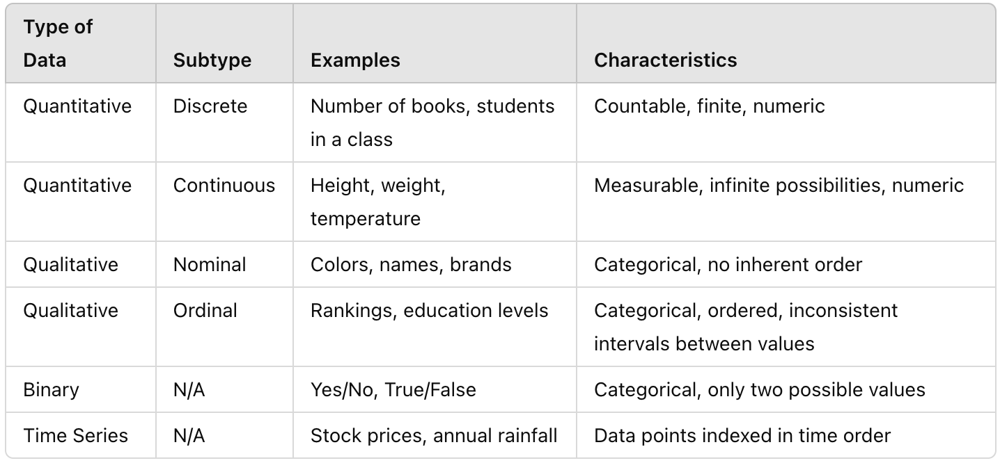 Type of
Data Subtype Examples Characteristics
Quantitative Discrete Number of books, students Countable, finite, numeric
in a class
Quantitative Continuous Height, weight, Measurable, infinite possibilities, numeric
temperature
Qualitative Nominal Colors, names, brands Categorical, no inherent order
Qualitative Ordinal Rankings, education levels Categorical, ordered, inconsistent
intervals between values
Binary N/A Yes/No, True/False Categorical, only two possible values
Time Series N/A Stock prices, annual rainfall Data points indexed in time order